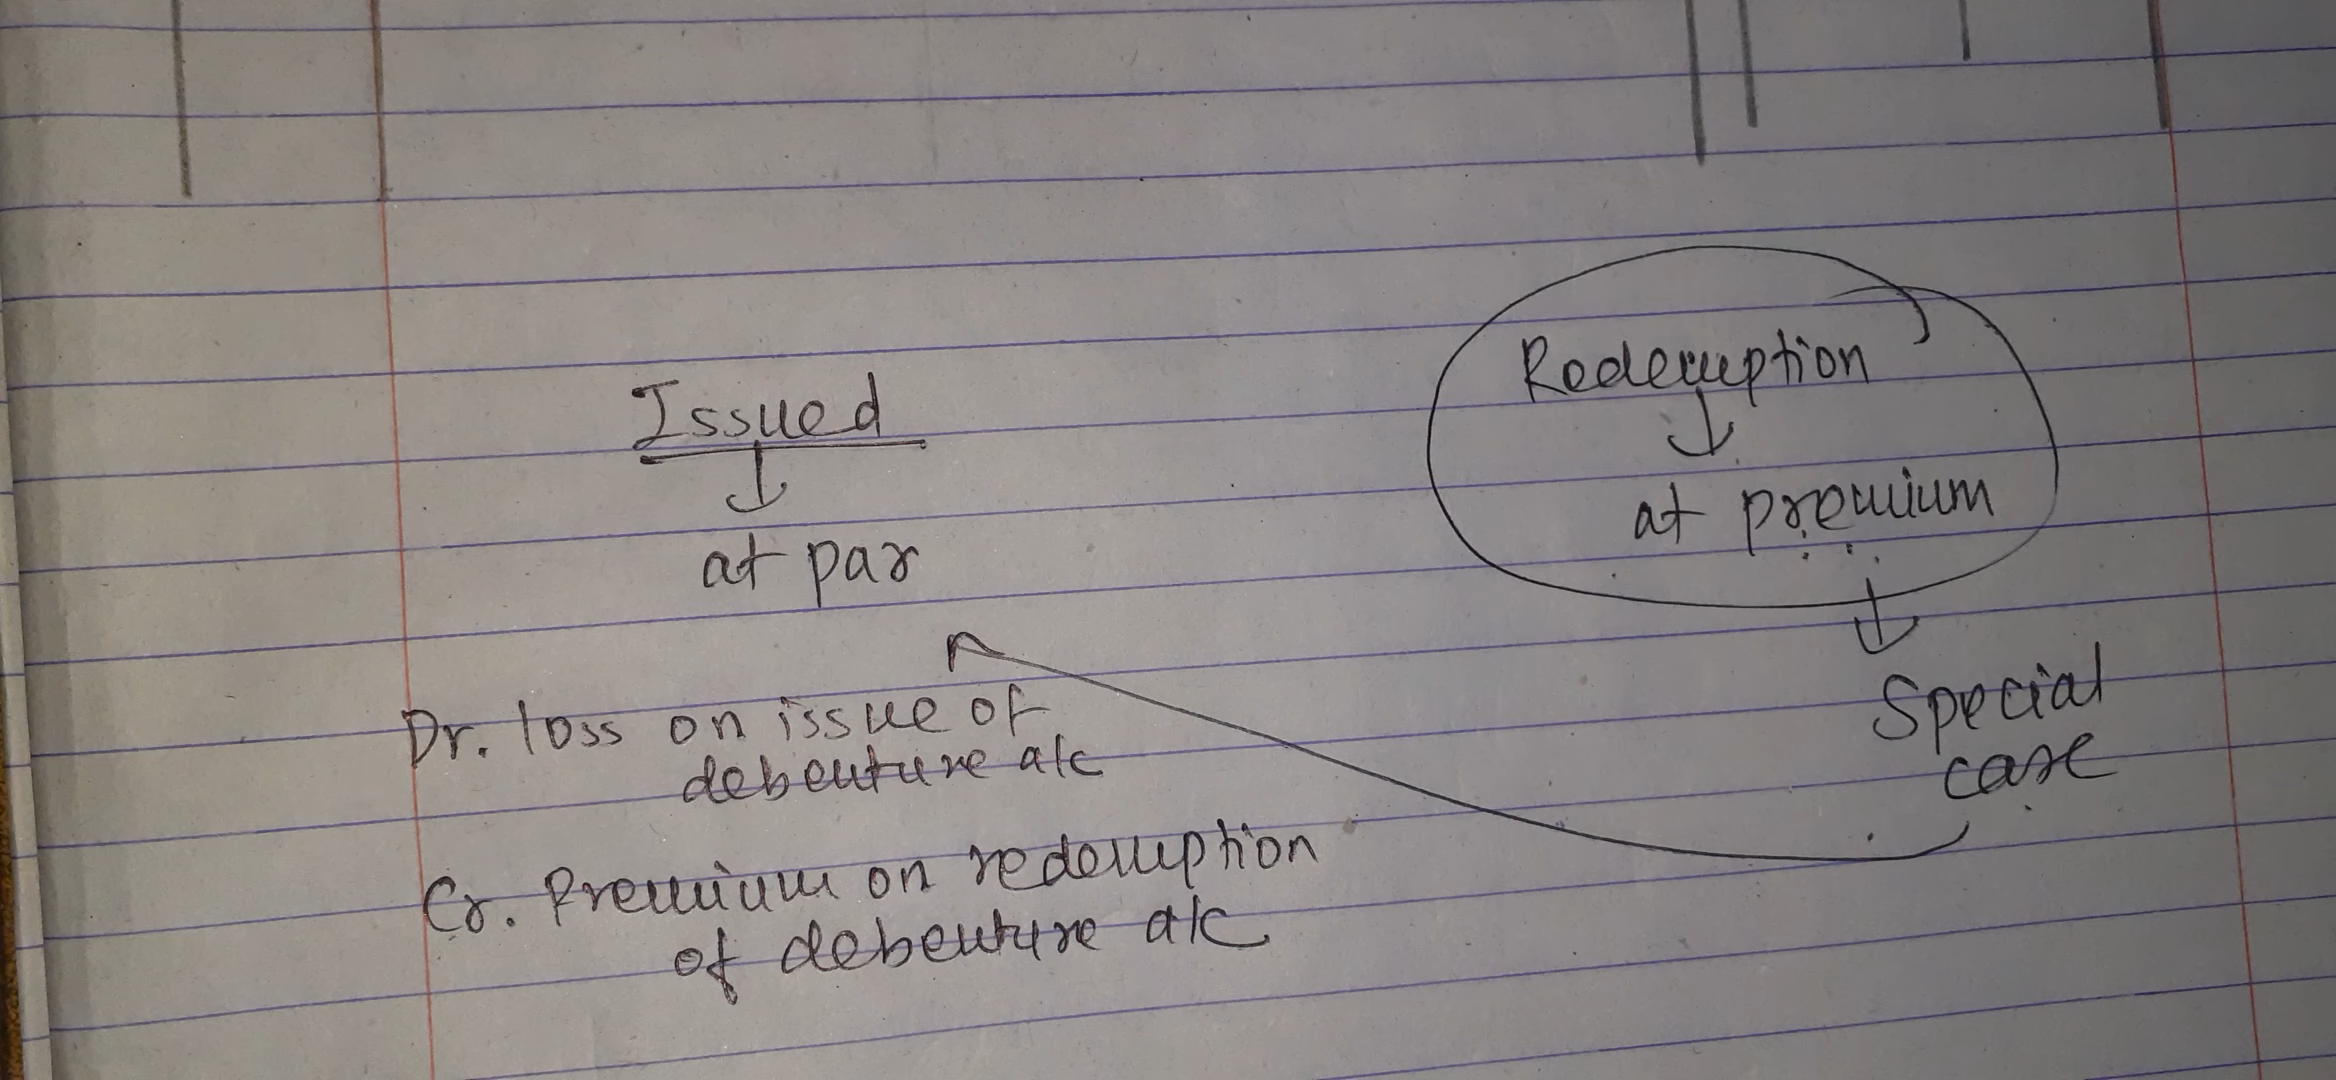 Issued
at par
Redemption
at premium
Special
case
Dr. loss on issue of
debenture a/c
Cr. Premium on redemption
of debenture a/c